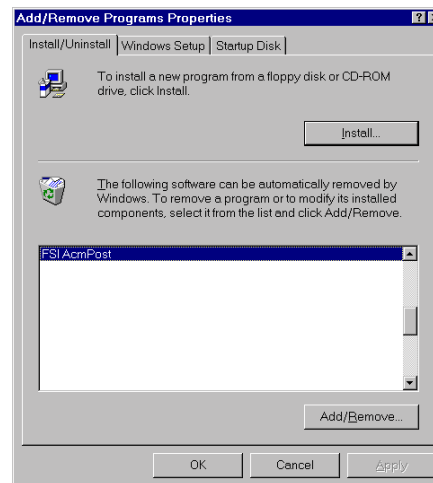 Add/Remove Programs Properties
Install/Uninstall Windows Setup Startup Disk
To install a new program from a floppy disk or CD-ROM
drive, click Install.
Install...
The following software can be automatically removed by
Windows. To remove a program or to modify its installed
components, select it from the list and click Add/Remove.
FSI AcmPost
Add/Remove...
OK Cancel Apply